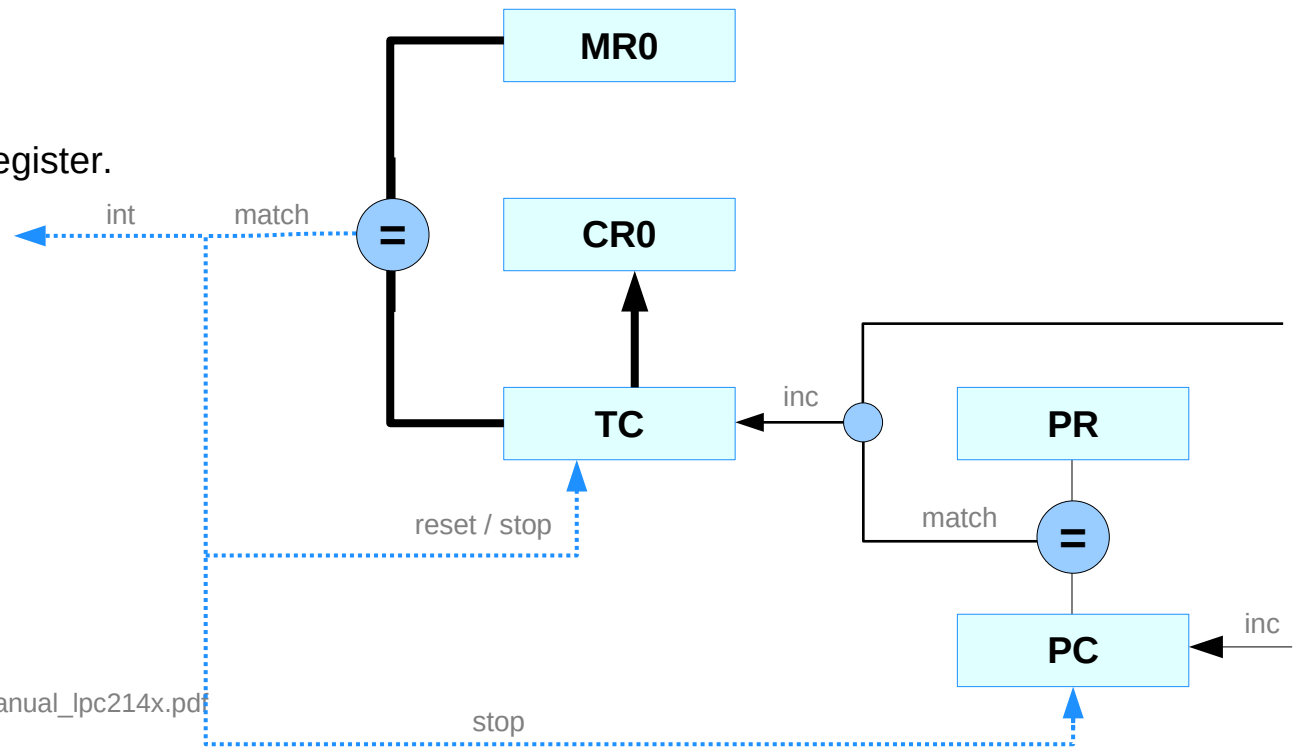 MR0
egister.
int
match
=
CR0
inc
TC
PR
reset / stop
match
=
inc
PC
anual_lpc214x.pdf
stop